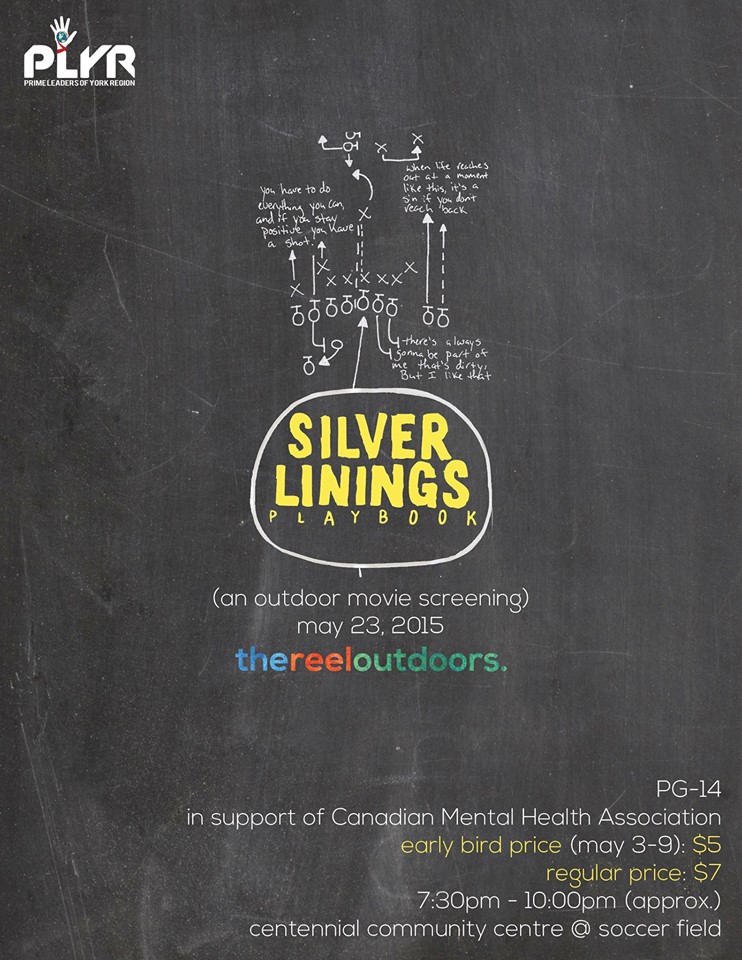 PLYR
PRIME LEADERS OF YORK REGION
you have to do
everything you can,
and if you stay
positive you have
a shot.
when life reaches
out at a moment
like this, it's a
sin if you don't
reach back
there's always
gonna be part of
me that's dirty,
But I like that
SILVER
LININGS
PLAYBOOK
(an outdoor movie screening)
may 23, 2015
thereeloutdoors.
PG-14
in support of Canadian Mental Health Association
early bird price (may 3-9): $5
regular price: $7
7:30pm - 10:00pm (approx.)
centennial community centre @ soccer field